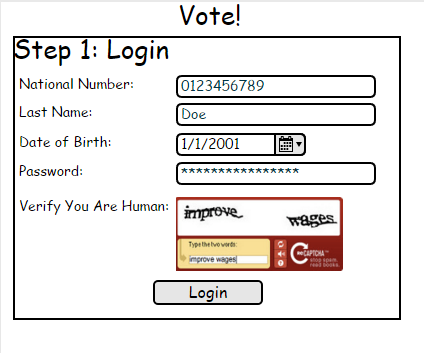 Vote!
Step 1: Login
National Number: 0123456789
Last Name: Doe
Date of Birth: 1/1/2001
Password: ****************
Verify You Are Human: improve wages
Type the two words:
improve wages
reCAPTCHA™
stop spam.
read books.
Login